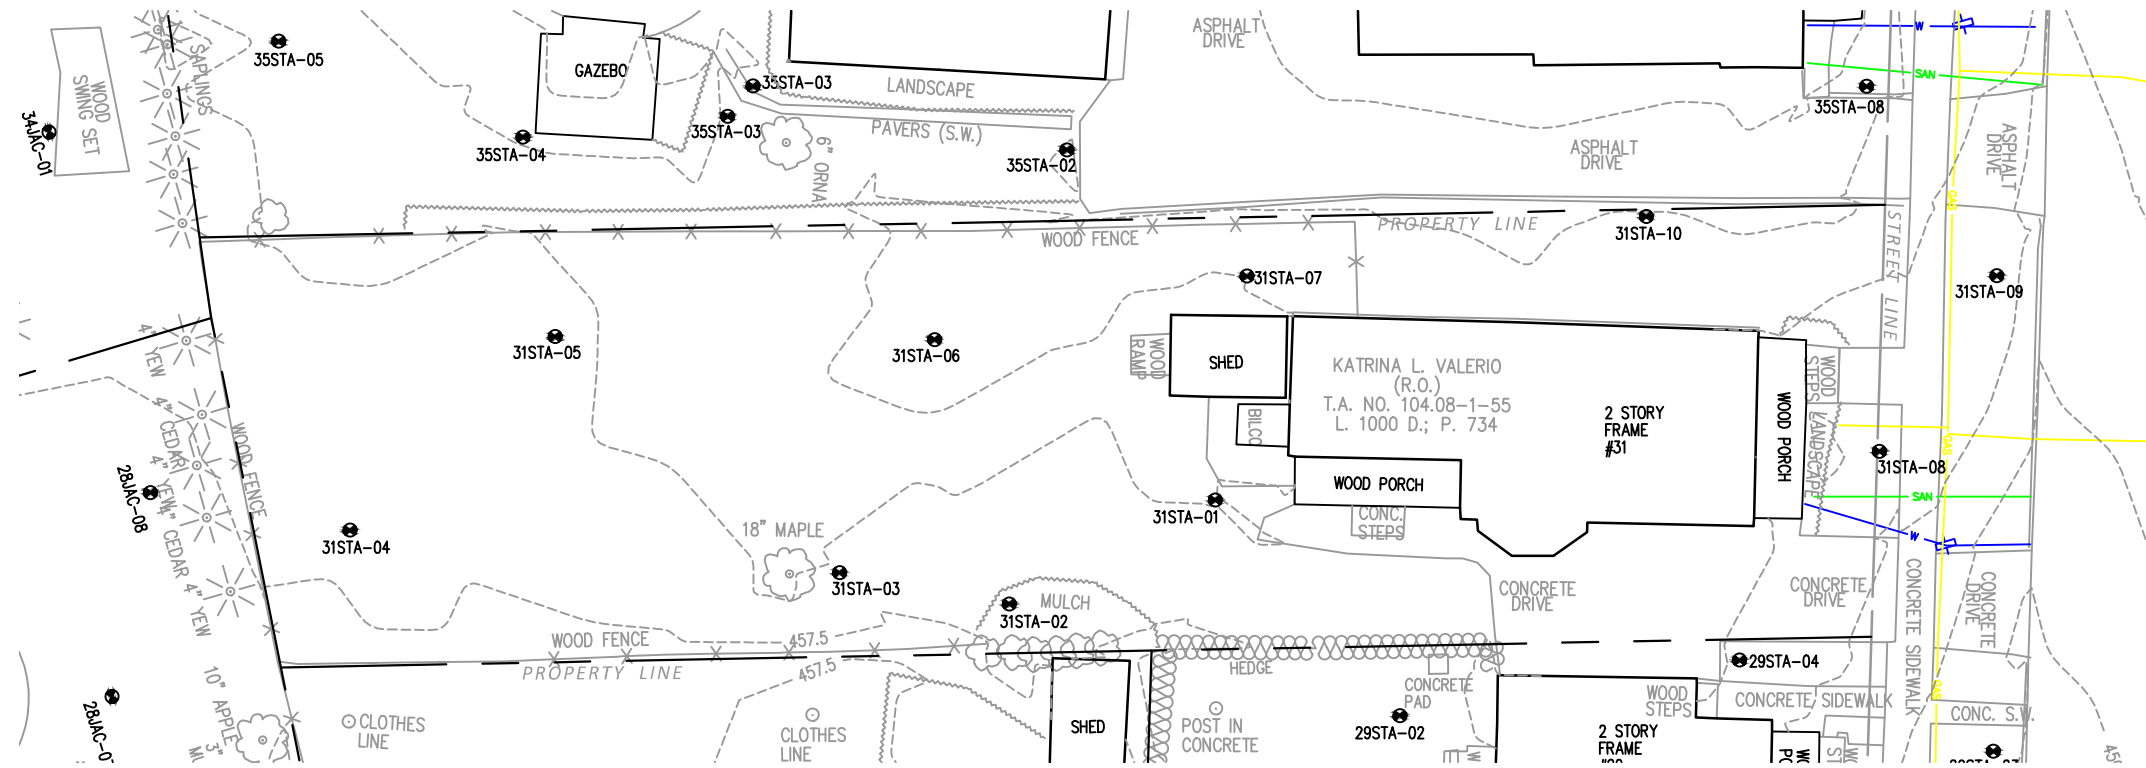 ASPHALT
DRIVE
W
SAPLINGS
35STA-05
GAZEBO
WOOD
SWING SET
35STA-03
LANDSCAPE
SAN
35STA-08
34JAC-01
35STA-03
PAVERS (S.W.)
35STA-04
35STA-02
6" ORNA
ASPHALT
DRIVE
ASPHALT
DRIVE
GAS
PROPERTY LINE
WOOD FENCE
31STA-10
STREET LINE
31STA-07
31STA-09
4" YEW
31STA-05
31STA-06
WOOD
RAMP
SHED
KATRINA L. VALERIO
(R.O.)
T.A. NO. 104.08-1-55
L. 1000 D.; P. 734
WOOD
STEPS
4" CEDAR
WOOD FENCE
BILCO
2 STORY
FRAME
#31
WOOD PORCH
LANDSCAPE
GAS
31STA-08
28JAC-08
4" YEW
4" CEDAR
4" YEW
WOOD PORCH
SAN
31STA-01
CONC.
STEPS
W
18" MAPLE
31STA-04
31STA-03
CONCRETE
DRIVE
CONCRETE
DRIVE
CONCRETE SIDEWALK
CONCRETE
DRIVE
MULCH
31STA-02
WOOD FENCE
457.5
PROPERTY LINE
457.5
HEDGE
29STA-04
10" APPLE
28JAC-07
CONCRETE
PAD
WOOD
STEPS
CONCRETE SIDEWALK
GAS
CONC. S.W.
CLOTHES
LINE
CLOTHES
LINE
SHED
POST IN
CONCRETE
29STA-02
2 STORY
FRAME
3"